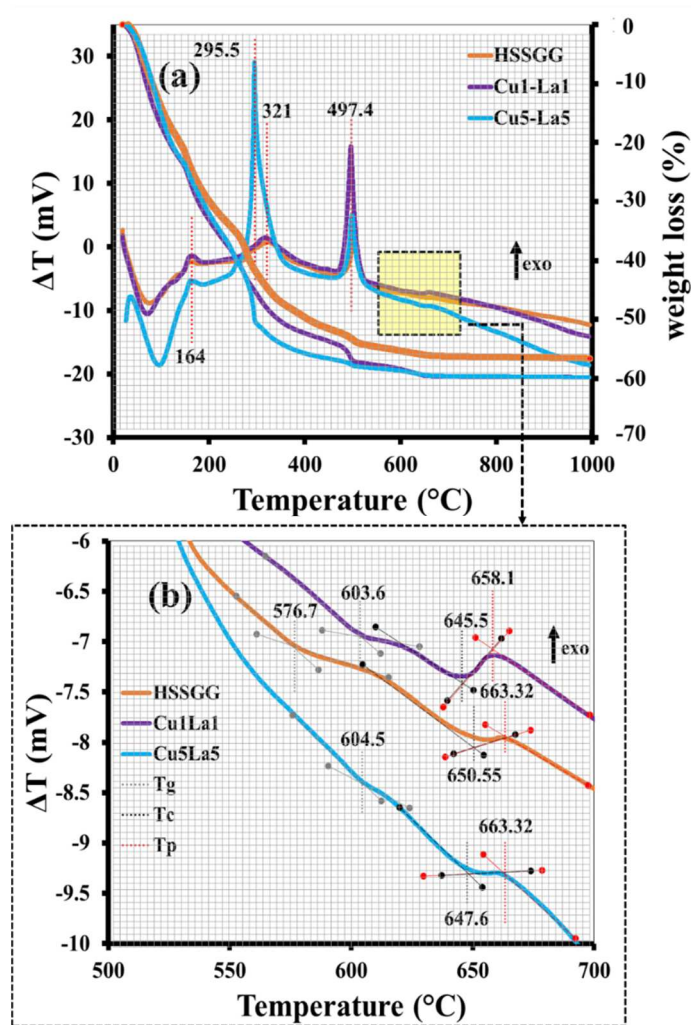 (a)
HSSGG
Cu1-La1
Cu5-La5
295.5
321
497.4
164
exo
35
25
15
5
0
-10
-20
-30
ΔT (mV)
0
-10
-20
-30
-40
-50
-60
-70
weight loss (%)
0
200
400
600
800
1000
Temperature (°C)
(b)
-6
-6.5
-7
-7.5
-8
-8.5
-9
-9.5
-10
ΔT (mV)
576.7
603.6
645.5
658.1
exo
663.32
650.55
604.5
663.32
647.6
HSSGG
Cu1La1
Cu5La5
Tg
Tc
Tp
500
550
600
650
700
Temperature (°C)